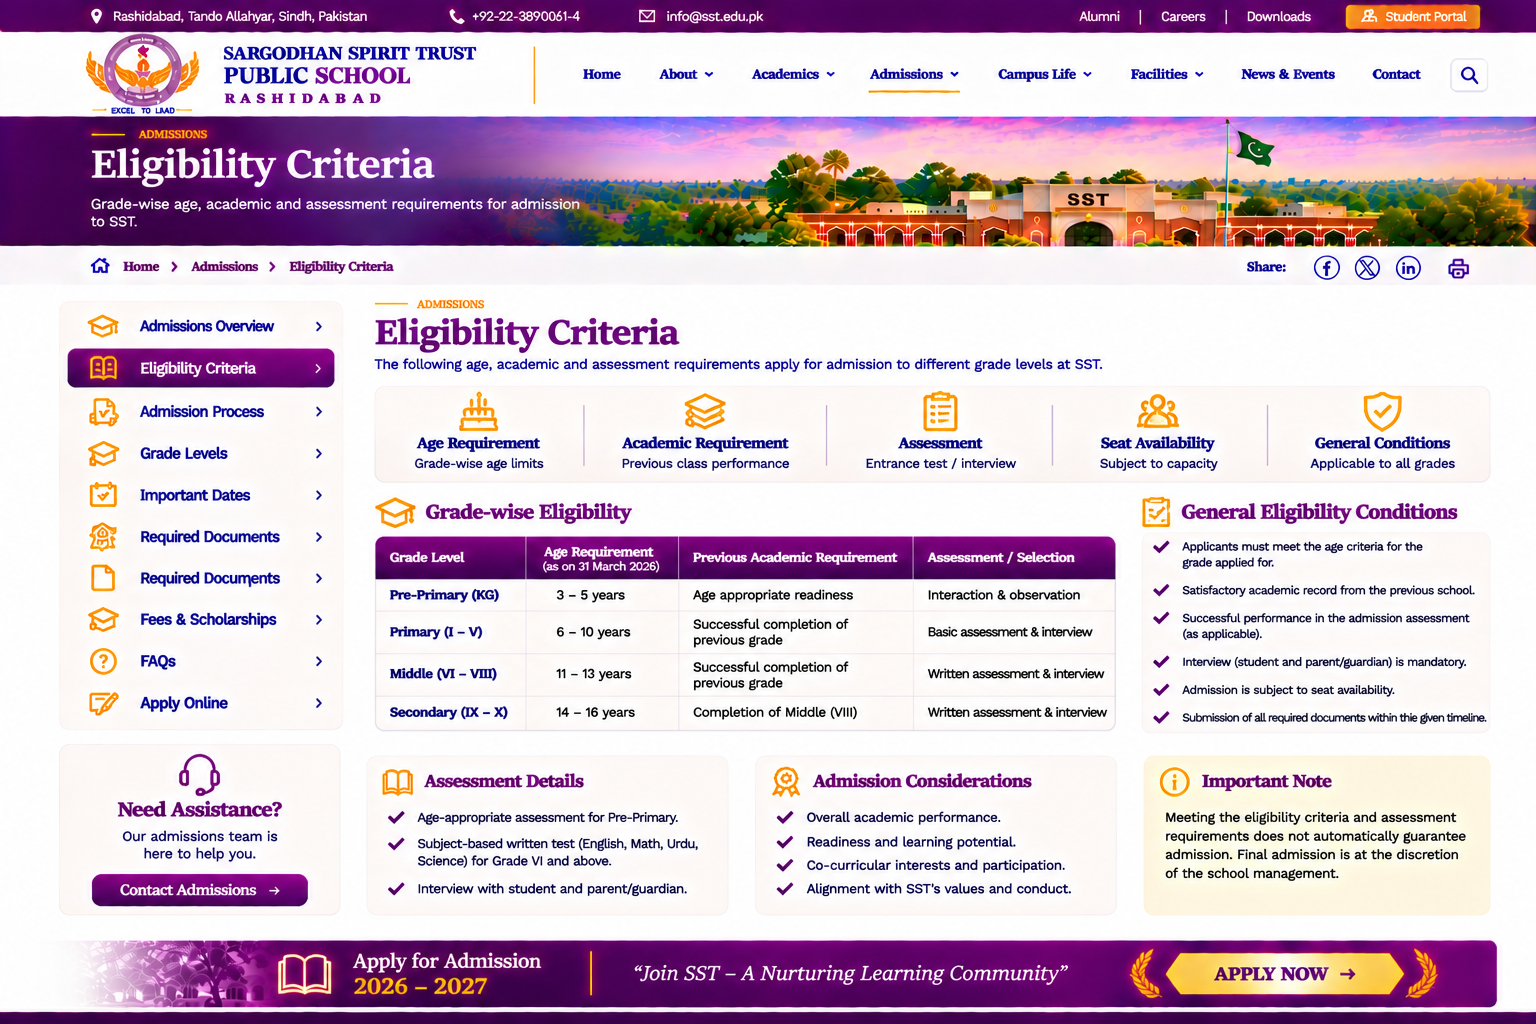 Rashidabad, Tando Allahyar, Sindh, Pakistan
+92-22-3890061-4
info@sst.edu.pk
Alumni | Careers | Downloads
Student Portal
SARGODHAN SPIRIT TRUST
PUBLIC SCHOOL
RASHIDABAD
EXCEL TO LAAD
Home
About
Academics
Admissions
Campus Life
Facilities
News & Events
Contact
ADMISSIONS
Eligibility Criteria
Grade-wise age, academic and assessment requirements for admission
to SST.
SST
Home > Admissions > Eligibility Criteria
Share:
Admissions Overview
Eligibility Criteria
Admission Process
Grade Levels
Important Dates
Required Documents
Required Documents
Fees & Scholarships
FAQs
Apply Online
Need Assistance?
Our admissions team is
here to help you.
Contact Admissions →
ADMISSIONS
Eligibility Criteria
The following age, academic and assessment requirements apply for admission to different grade levels at SST.
Age Requirement
Grade-wise age limits
Academic Requirement
Previous class performance
Assessment
Entrance test / interview
Seat Availability
Subject to capacity
General Conditions
Applicable to all grades
Grade-wise Eligibility
Grade Level
Age Requirement
(as on 31 March 2026)
Previous Academic Requirement
Assessment / Selection
Pre-Primary (KG)
3 – 5 years
Age appropriate readiness
Interaction & observation
Primary (I – V)
6 – 10 years
Successful completion of
previous grade
Basic assessment & interview
Middle (VI – VIII)
11 – 13 years
Successful completion of
previous grade
Written assessment & interview
Secondary (IX – X)
14 – 16 years
Completion of Middle (VIII)
Written assessment & interview
General Eligibility Conditions
Applicants must meet the age criteria for the
grade applied for.
Satisfactory academic record from the previous school.
Successful performance in the admission assessment
(as applicable).
Interview (student and parent/guardian) is mandatory.
Admission is subject to seat availability.
Submission of all required documents within thie given timeline.
Assessment Details
Age-appropriate assessment for Pre-Primary.
Subject-based written test (English, Math, Urdu,
Science) for Grade VI and above.
Interview with student and parent/guardian.
Admission Considerations
Overall academic performance.
Readiness and learning potential.
Co-curricular interests and participation.
Alignment with SST's values and conduct.
Important Note
Meeting the eligibility criteria and assessment
requirements does not automatically guarantee
admission. Final admission is at the discretion
of the school management.
Apply for Admission
2026 – 2027
“Join SST – A Nurturing Learning Community”
APPLY NOW →